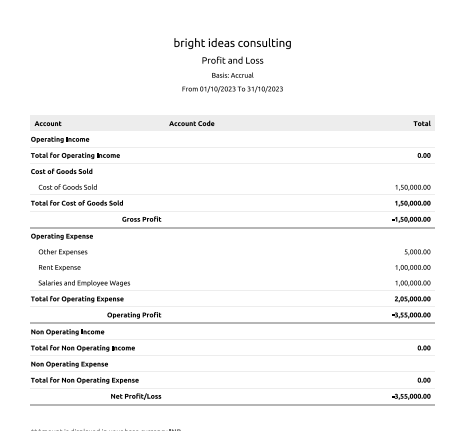 bright ideas consulting
Profit and Loss
Basis: Accrual
From 01/10/2023 To 31/10/2023
Account Account Code Total
Operating Income
Total for Operating Income 0.00
Cost of Goods Sold
Cost of Goods Sold 1,50,000.00
Total for Cost of Goods Sold 1,50,000.00
Gross Profit -1,50,000.00
Operating Expense
Other Expenses 5,000.00
Rent Expense 1,00,000.00
Salaries and Employee Wages 1,00,000.00
Total for Operating Expense 2,05,000.00
Operating Profit -3,55,000.00
Non Operating Income
Total for Non Operating Income 0.00
Non Operating Expense
Total for Non Operating Expense 0.00
Net Profit/Loss -3,55,000.00